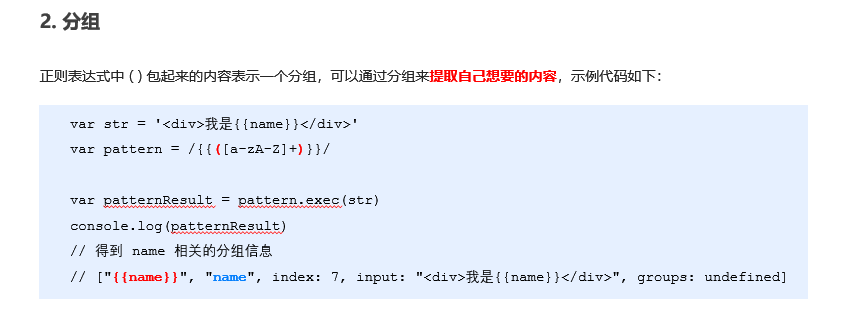 2. 分组
正则表达式中 ( ) 包起来的内容表示一个分组，可以通过分组来提取自己想要的内容，示例代码如下：
var str = '<div>我是{{name}}</div>'
var pattern = /{{([a-zA-Z]+)}}/
var patternResult = pattern.exec(str)
console.log(patternResult)
// 得到 name 相关的分组信息
// ["{{name}}", "name", index: 7, input: "<div>我是{{name}}</div>", groups: undefined]